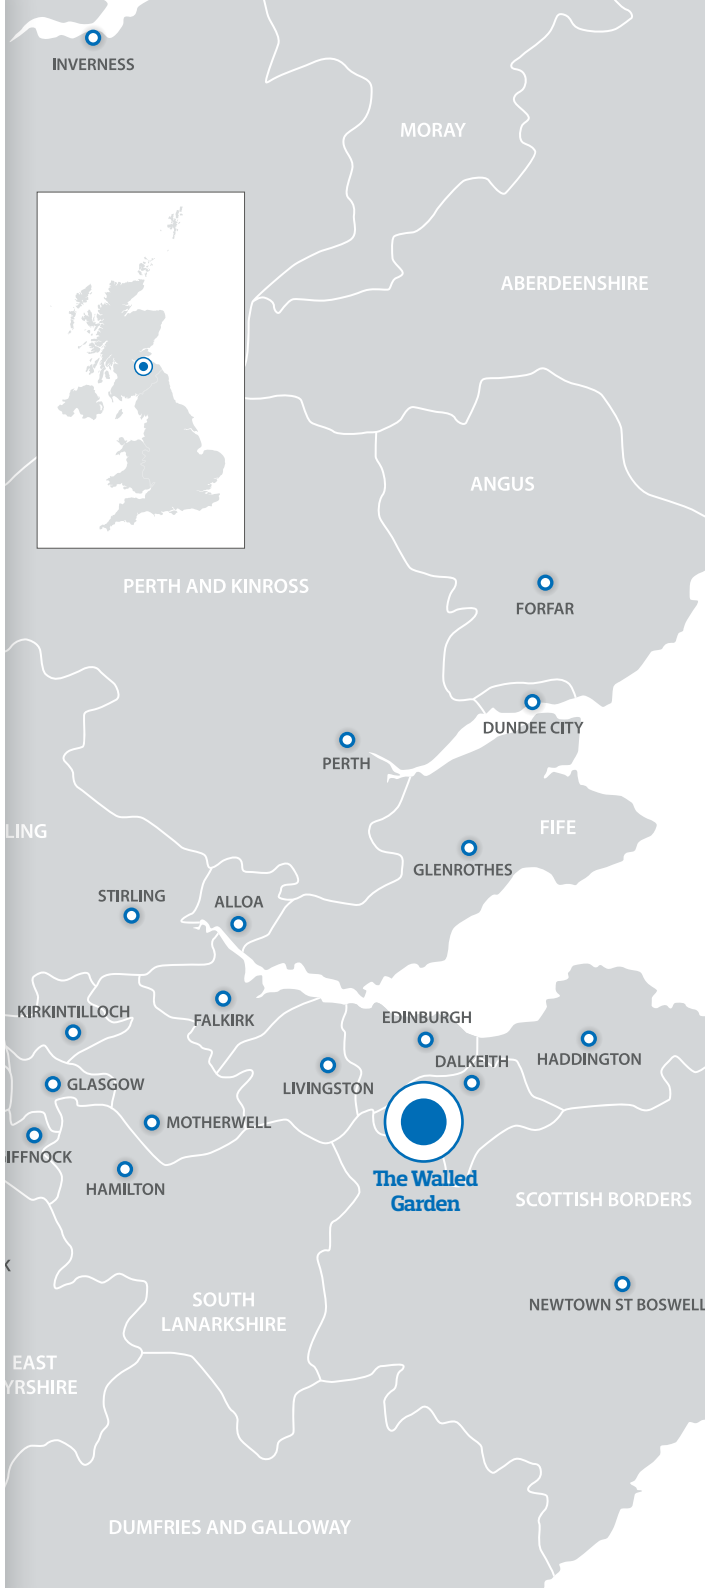 INVERNESS
MORAY
ABERDEENSHIRE
ANGUS
PERTH AND KINROSS
FORFAR
DUNDEE CITY
PERTH
LING
FIFE
GLENROTHES
STIRLING
ALLOA
KIRKINTILLOCH
FALKIRK
EDINBURGH
HADDINGTON
DALKEITH
GLASGOW
LIVINGSTON
MOTHERWELL
IFFNOCK
HAMILTON
The Walled
Garden
SCOTTISH BORDERS
K
NEWTOWN ST BOSWELL
SOUTH
LANARKSHIRE
EAST
YRSHIRE
DUMFRIES AND GALLOWAY